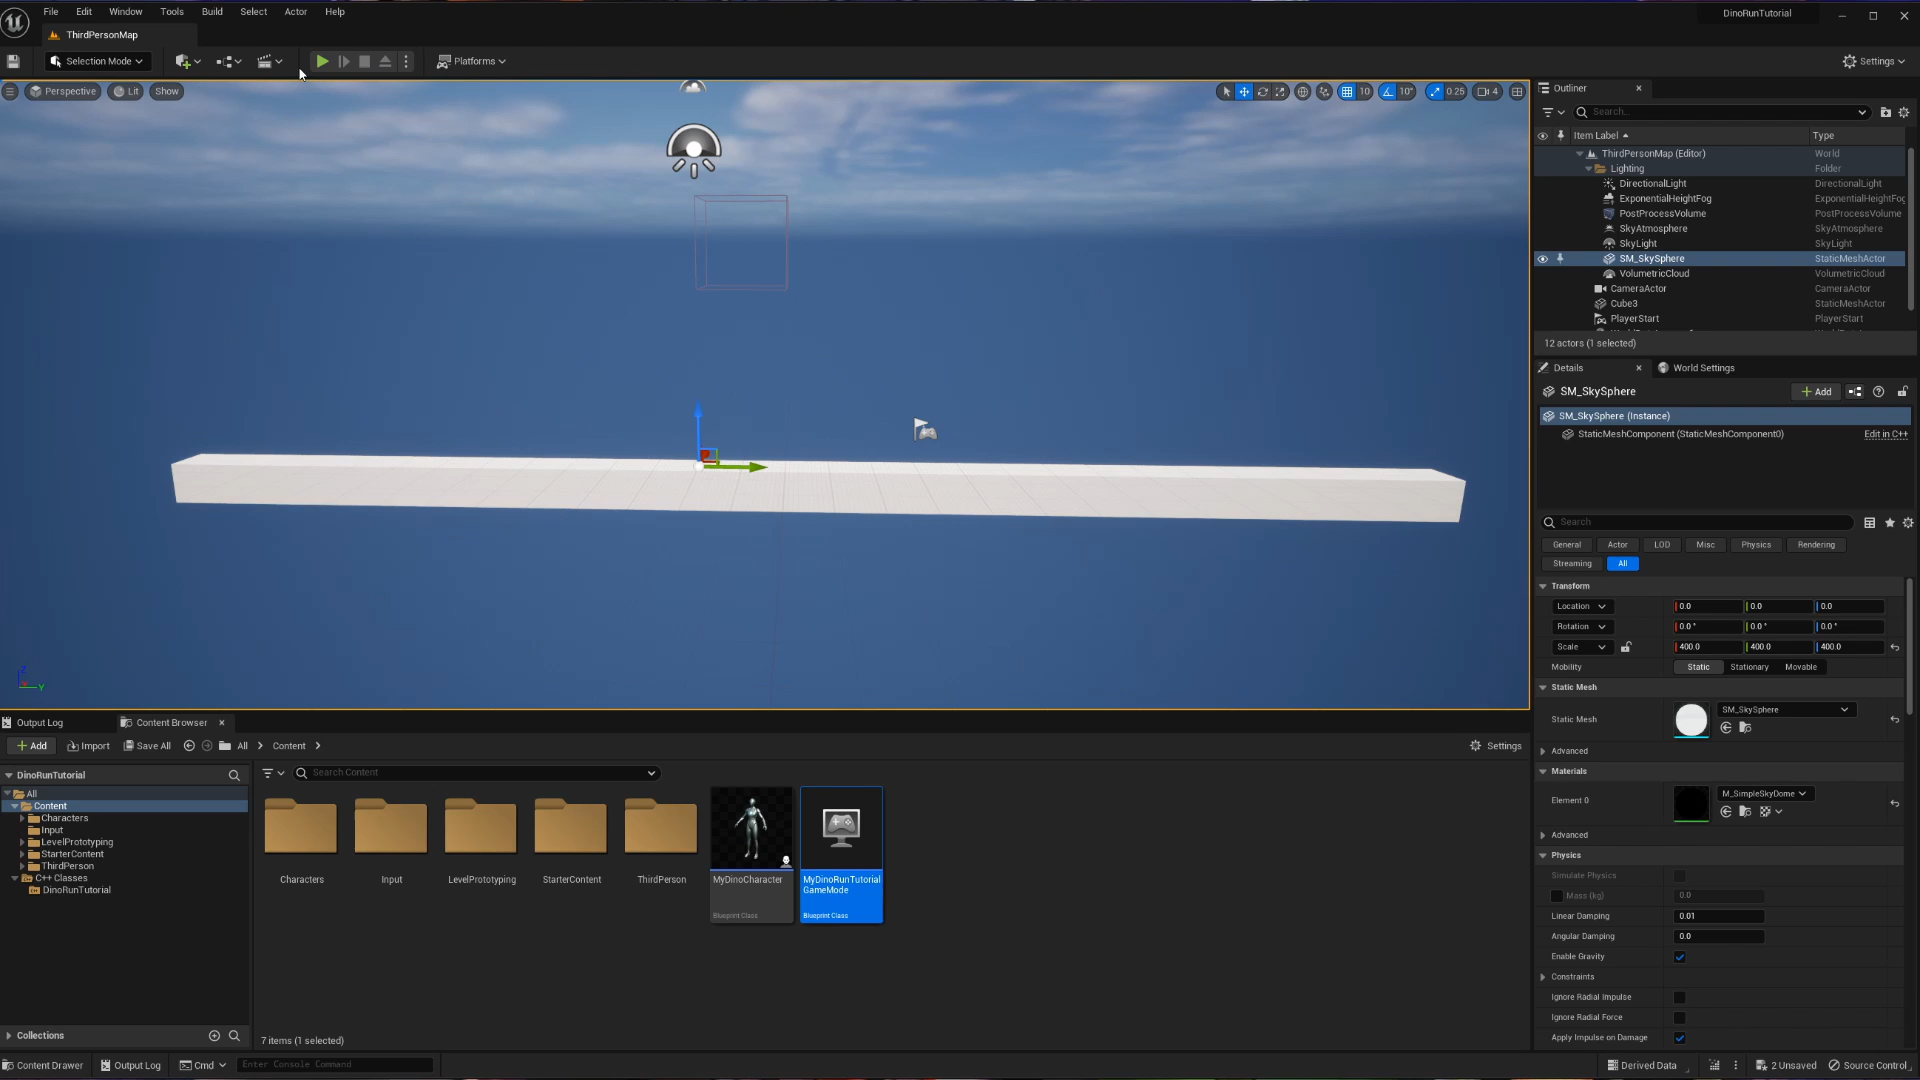 File Edit Window Tools Build Select Actor Help
DinoRunTutorial
ThirdPersonMap
Selection Mode
Platforms
Settings
Perspective Lit Show
10 10° 0.25 4
Outliner
Search...
Item Label Type
ThirdPersonMap (Editor) World
Lighting Folder
DirectionalLight DirectionalLight
ExponentialHeightFog ExponentialHeightFog
PostProcessVolume PostProcessVolume
SkyAtmosphere SkyAtmosphere
SkyLight SkyLight
SM_SkySphere StaticMeshActor
VolumetricCloud VolumetricCloud
CameraActor CameraActor
Cube3 StaticMeshActor
PlayerStart PlayerStart
12 actors (1 selected)
Details World Settings
SM_SkySphere
Add
SM_SkySphere (Instance)
StaticMeshComponent (StaticMeshComponent0) Edit in C++
Search
General Actor LOD Misc Physics Rendering
Streaming All
Transform
Location 0.0 0.0 0.0
Rotation 0.0 ° 0.0 ° 0.0 °
Scale 400.0 400.0 400.0
Mobility Static Stationary Movable
Static Mesh
Static Mesh SM_SkySphere
Advanced
Materials
Element 0 M_SimpleSkyDome
Advanced
Physics
Simulate Physics
Mass (kg) 0.0
Linear Damping 0.01
Angular Damping 0.0
Enable Gravity
Constraints
Ignore Radial Impulse
Ignore Radial Force
Apply Impulse on Damage
Z
Y
Output Log Content Browser
Add Import Save All All Content Settings
DinoRunTutorial
Search Content
All
Content
Characters
Input
LevelPrototyping
StarterContent
ThirdPerson
C++ Classes
DinoRunTutorial
Characters
Input
LevelPrototyping
StarterContent
ThirdPerson
MyDinoCharacter
Blueprint Class
MyDinoRunTutorial
GameMode
Blueprint Class
Collections
7 items (1 selected)
Content Drawer Output Log Cmd Enter Console Command
Derived Data 2 Unsaved Source Control